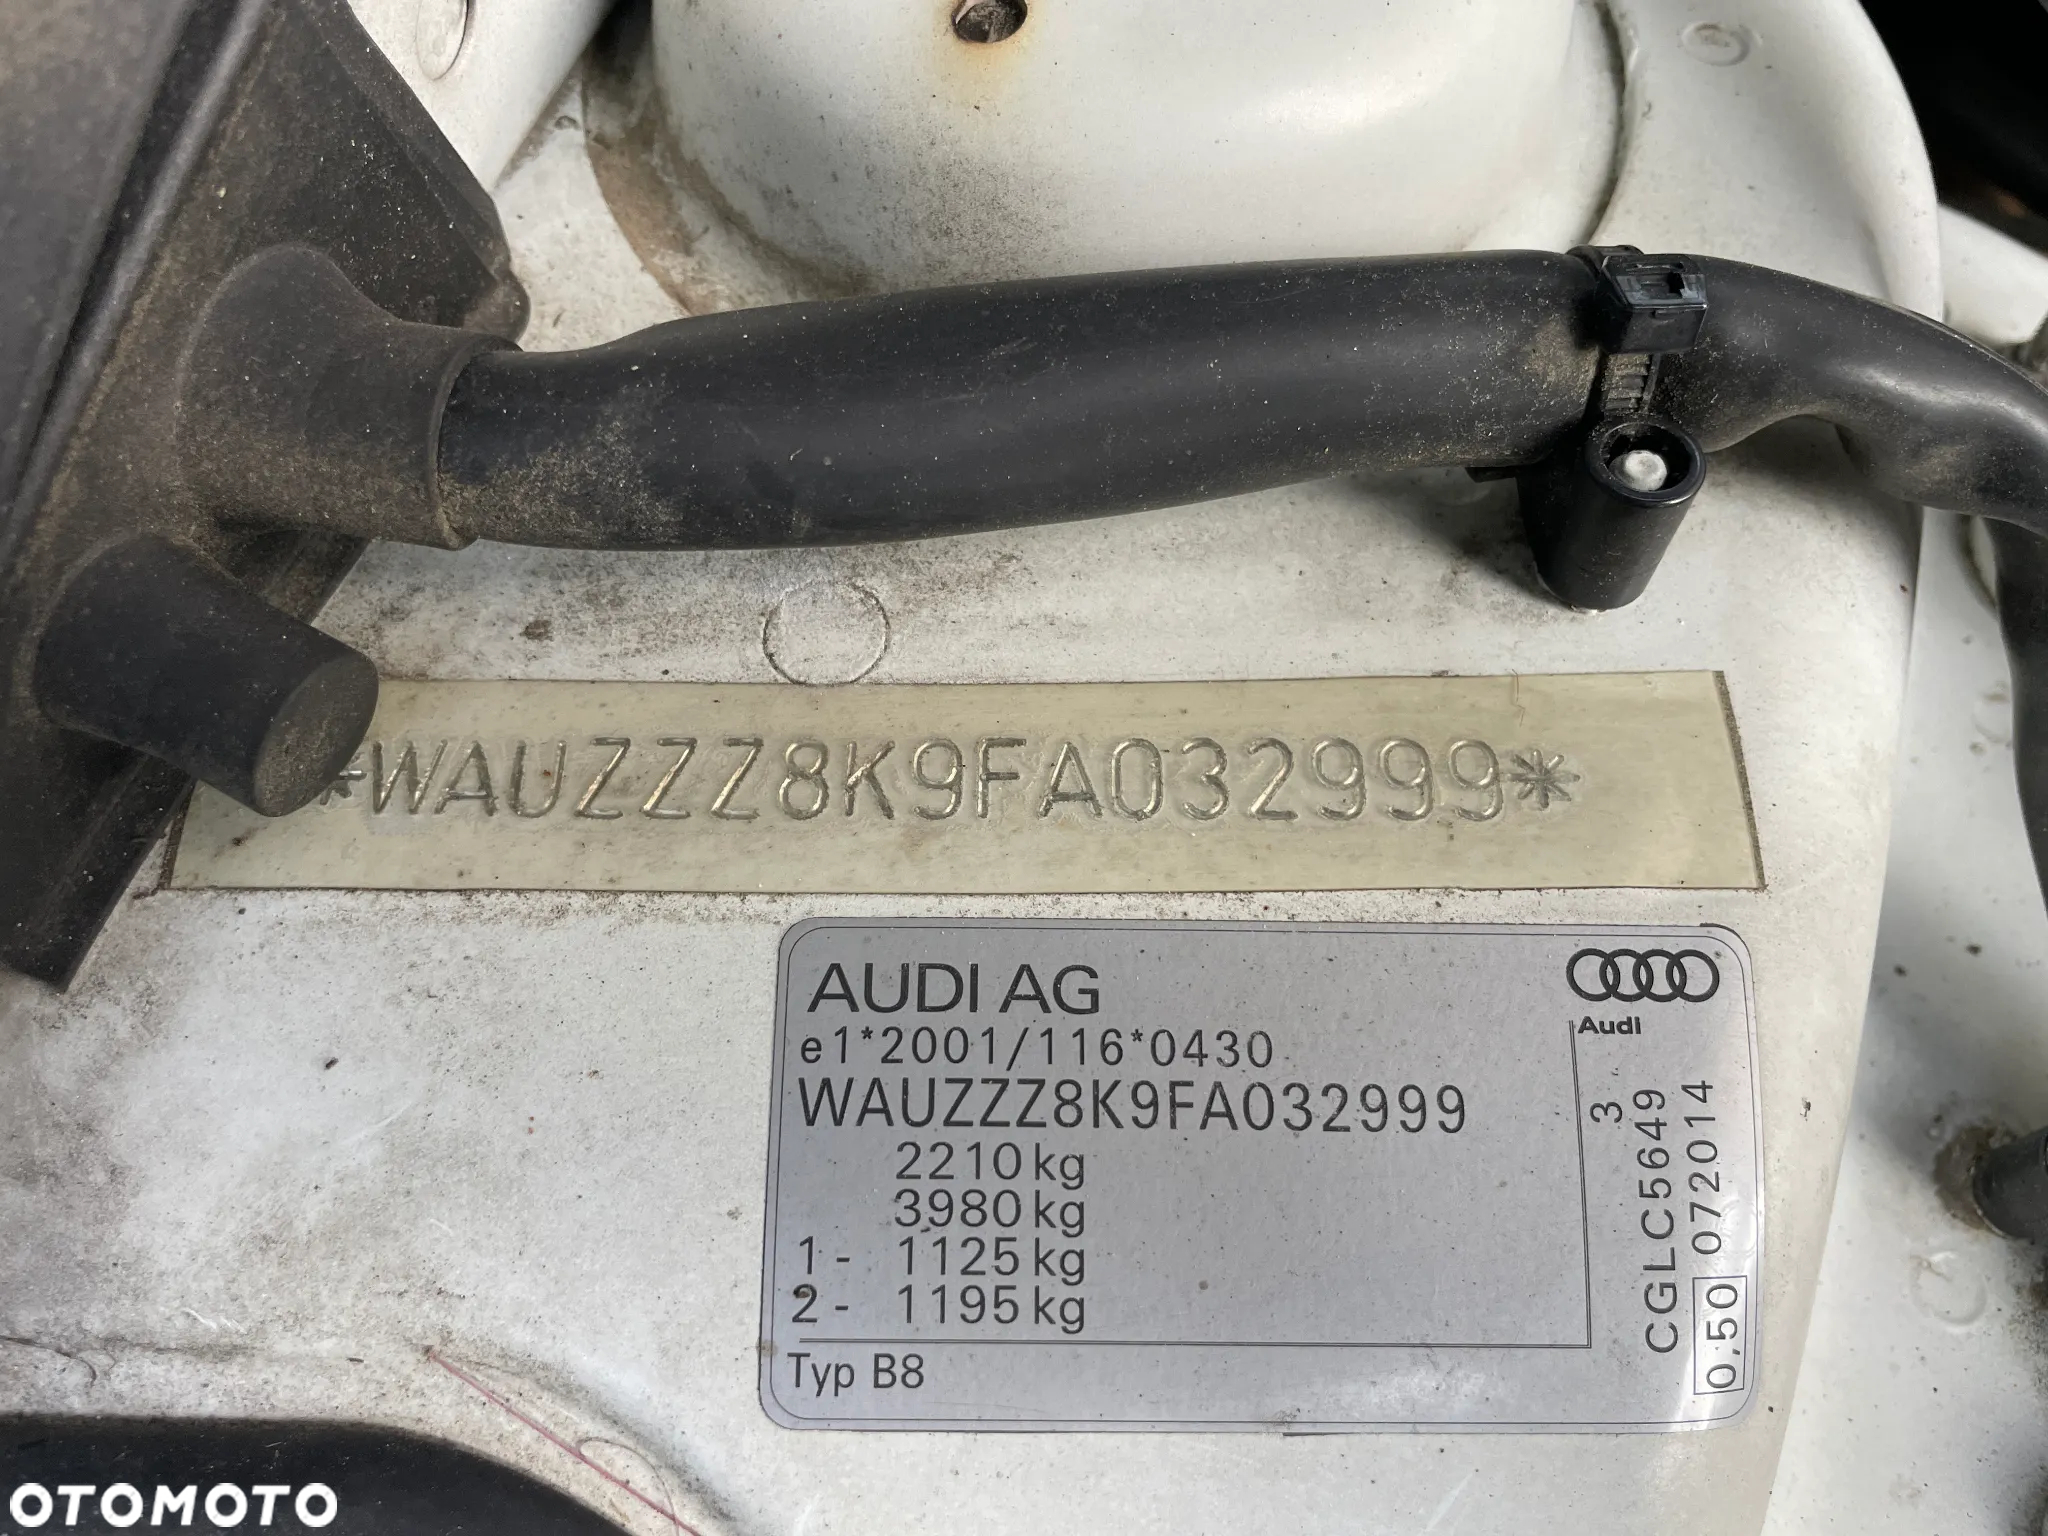 *WAUZZZ8K9FA032999*
AUDI AG
Audi
e1*2001/116*0430
WAUZZZ8K9FA032999
2210 kg
3980 kg
1 - 1125 kg
2 - 1195 kg
Typ B8
3
CGLC5649
0,50 072014
OTOMOTO